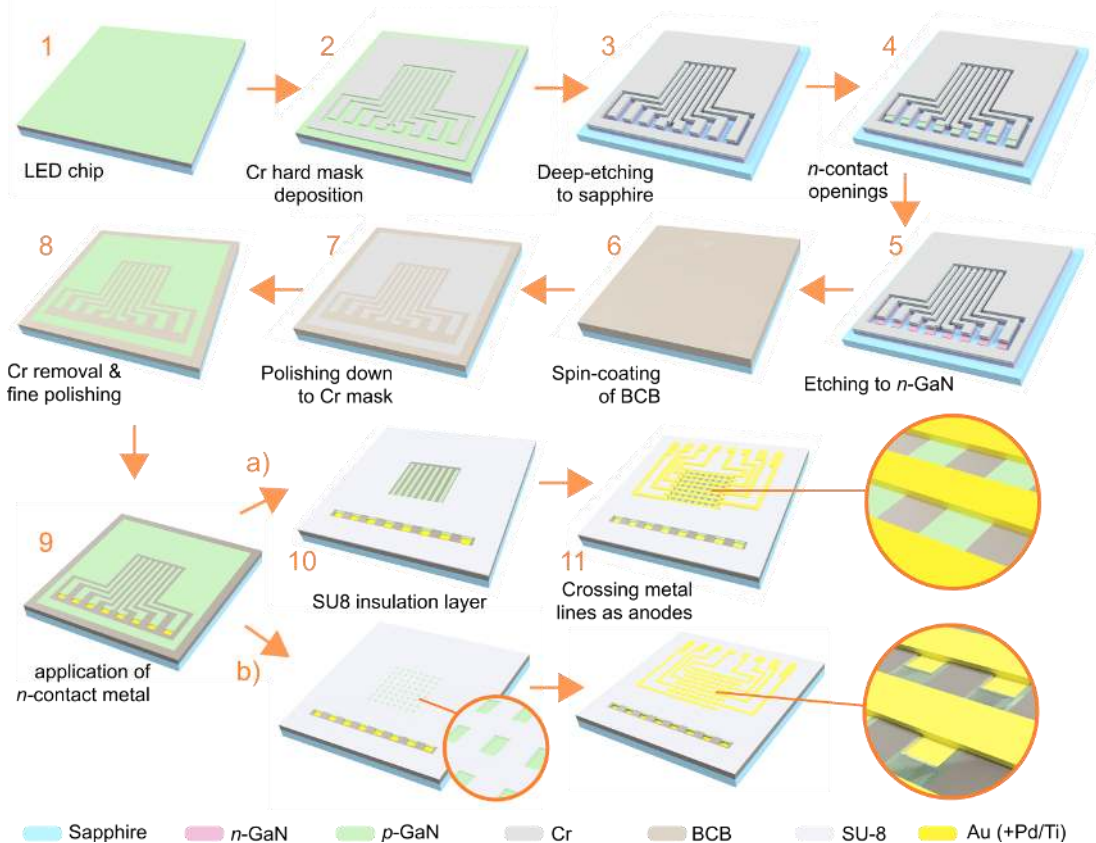 1
2
3
4
LED chip
Cr hard mask
deposition
Deep-etching
to sapphire
n-contact
openings
8
7
6
5
Cr removal &
fine polishing
Polishing down
to Cr mask
Spin-coating
of BCB
Etching to n-GaN
a)
9
10
11
SU8 insulation layer
Crossing metal
lines as anodes
application of
n-contact metal
b)
Sapphire
n-GaN
p-GaN
Cr
BCB
SU-8
Au (+Pd/Ti)